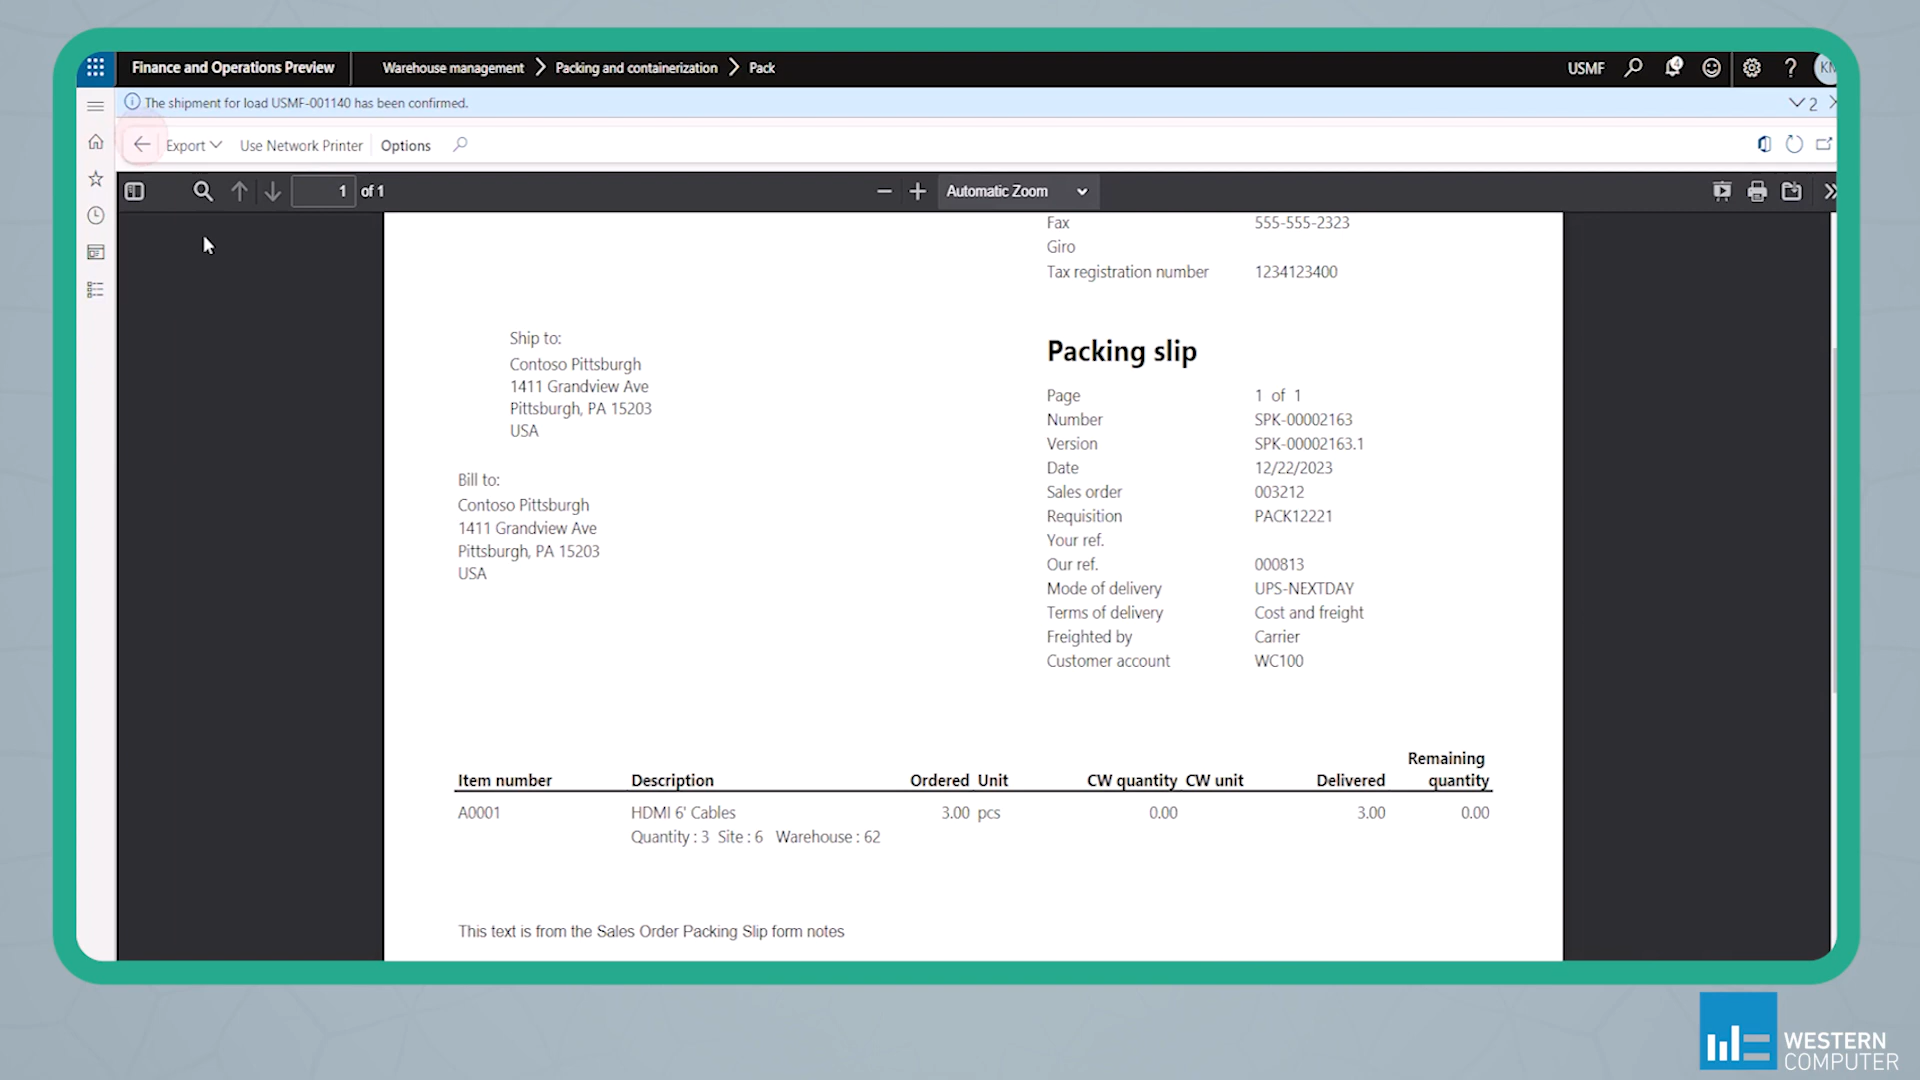 Finance and Operations Preview Warehouse management Packing and containerization Pack USMF 4 ?
The shipment for load USMF-001140 has been confirmed. 2
Export Use Network Printer Options
1 of 1 Automatic Zoom
Fax 555-555-2323
Giro
Tax registration number 1234123400
Ship to:
Contoso Pittsburgh
1411 Grandview Ave
Pittsburgh, PA 15203
USA
Bill to:
Contoso Pittsburgh
1411 Grandview Ave
Pittsburgh, PA 15203
USA
Packing slip
Page 1 of 1
Number SPK-00002163
Version SPK-00002163.1
Date 12/22/2023
Sales order 003212
Requisition PACK12221
Your ref.
Our ref. 000813
Mode of delivery UPS-NEXTDAY
Terms of delivery Cost and freight
Freighted by Carrier
Customer account WC100
Item number Description Ordered Unit CW quantity CW unit Delivered Remaining quantity
A0001 HDMI 6' Cables 3.00 pcs 0.00 3.00 0.00
Quantity : 3 Site : 6 Warehouse : 62
This text is from the Sales Order Packing Slip form notes
WESTERN
COMPUTER